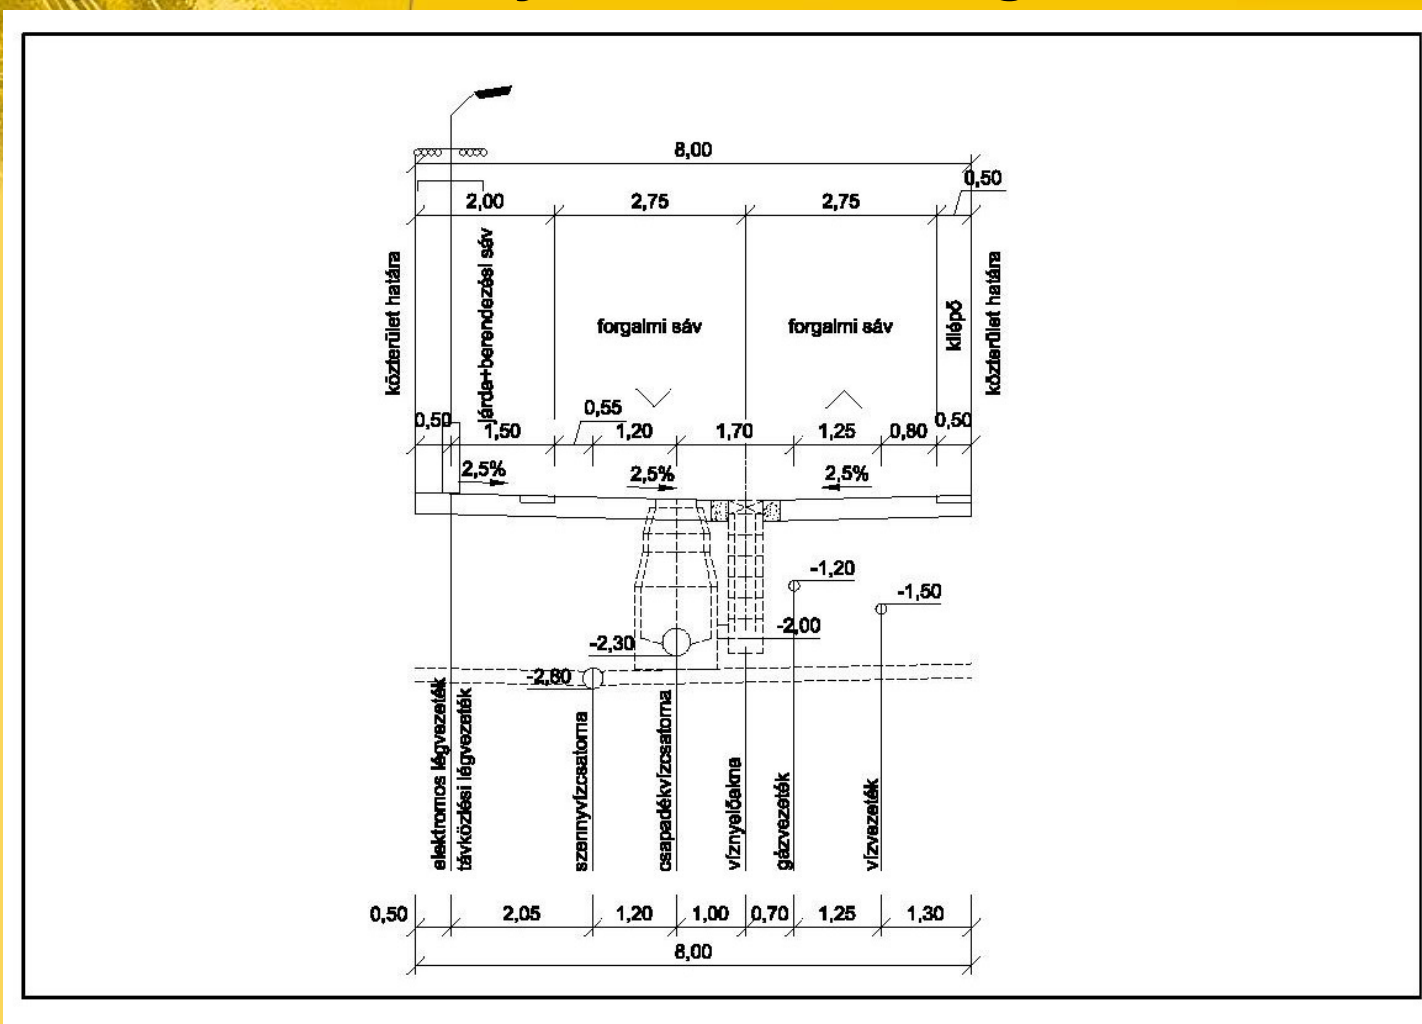 8,00
0,50
2,00
2,75
2,75
közterület határa
járda+berendezési sáv
forgalmi sáv
forgalmi sáv
kilépő
közterület határa
0,55
0,50
1,50
1,20
1,70
1,25
0,80
0,50
2,5%
2,5%
2,5%
-1,20
-1,50
-2,00
-2,30
-2,80
elektromos légvezeték
távközlési légvezeték
szennyvízcsatorna
csapadékvízcsatorna
víznyelőakna
gázvezeték
vízvezeték
0,50
2,05
1,20
1,00
0,70
1,25
1,30
8,00